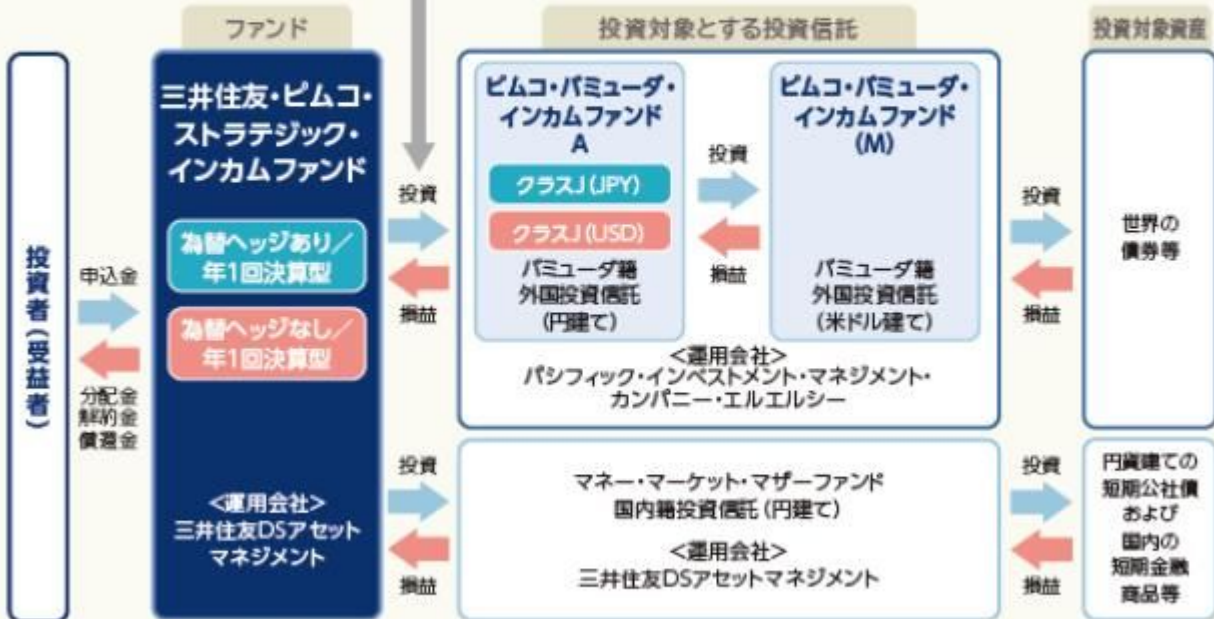 ファンド
投資対象とする投資信託
投資対象資産
投資者(受益者)
申込金
分配金
解約金
償還金
三井住友・ピムコ・
ストラテジック・
インカムファンド
為替ヘッジあり/
年1回決算型
為替ヘッジなし/
年1回決算型
<運用会社>
三井住友DSアセット
マネジメント
投資
損益
ピムコ・バミューダ・
インカムファンド
A
クラスJ(JPY)
クラスJ(USD)
バミューダ籍
外国投資信託
(円建て)
投資
損益
ピムコ・バミューダ・
インカムファンド
(M)
バミューダ籍
外国投資信託
(米ドル建て)
<運用会社>
パシフィック・インベストメント・マネジメント・
カンパニー・エルエルシー
投資
損益
世界の
債券等
投資
損益
マネー・マーケット・マザーファンド
国内籍投資信託(円建て)
<運用会社>
三井住友DSアセットマネジメント
投資
損益
円貨建ての
短期公社債
および
国内の
短期金融
商品等